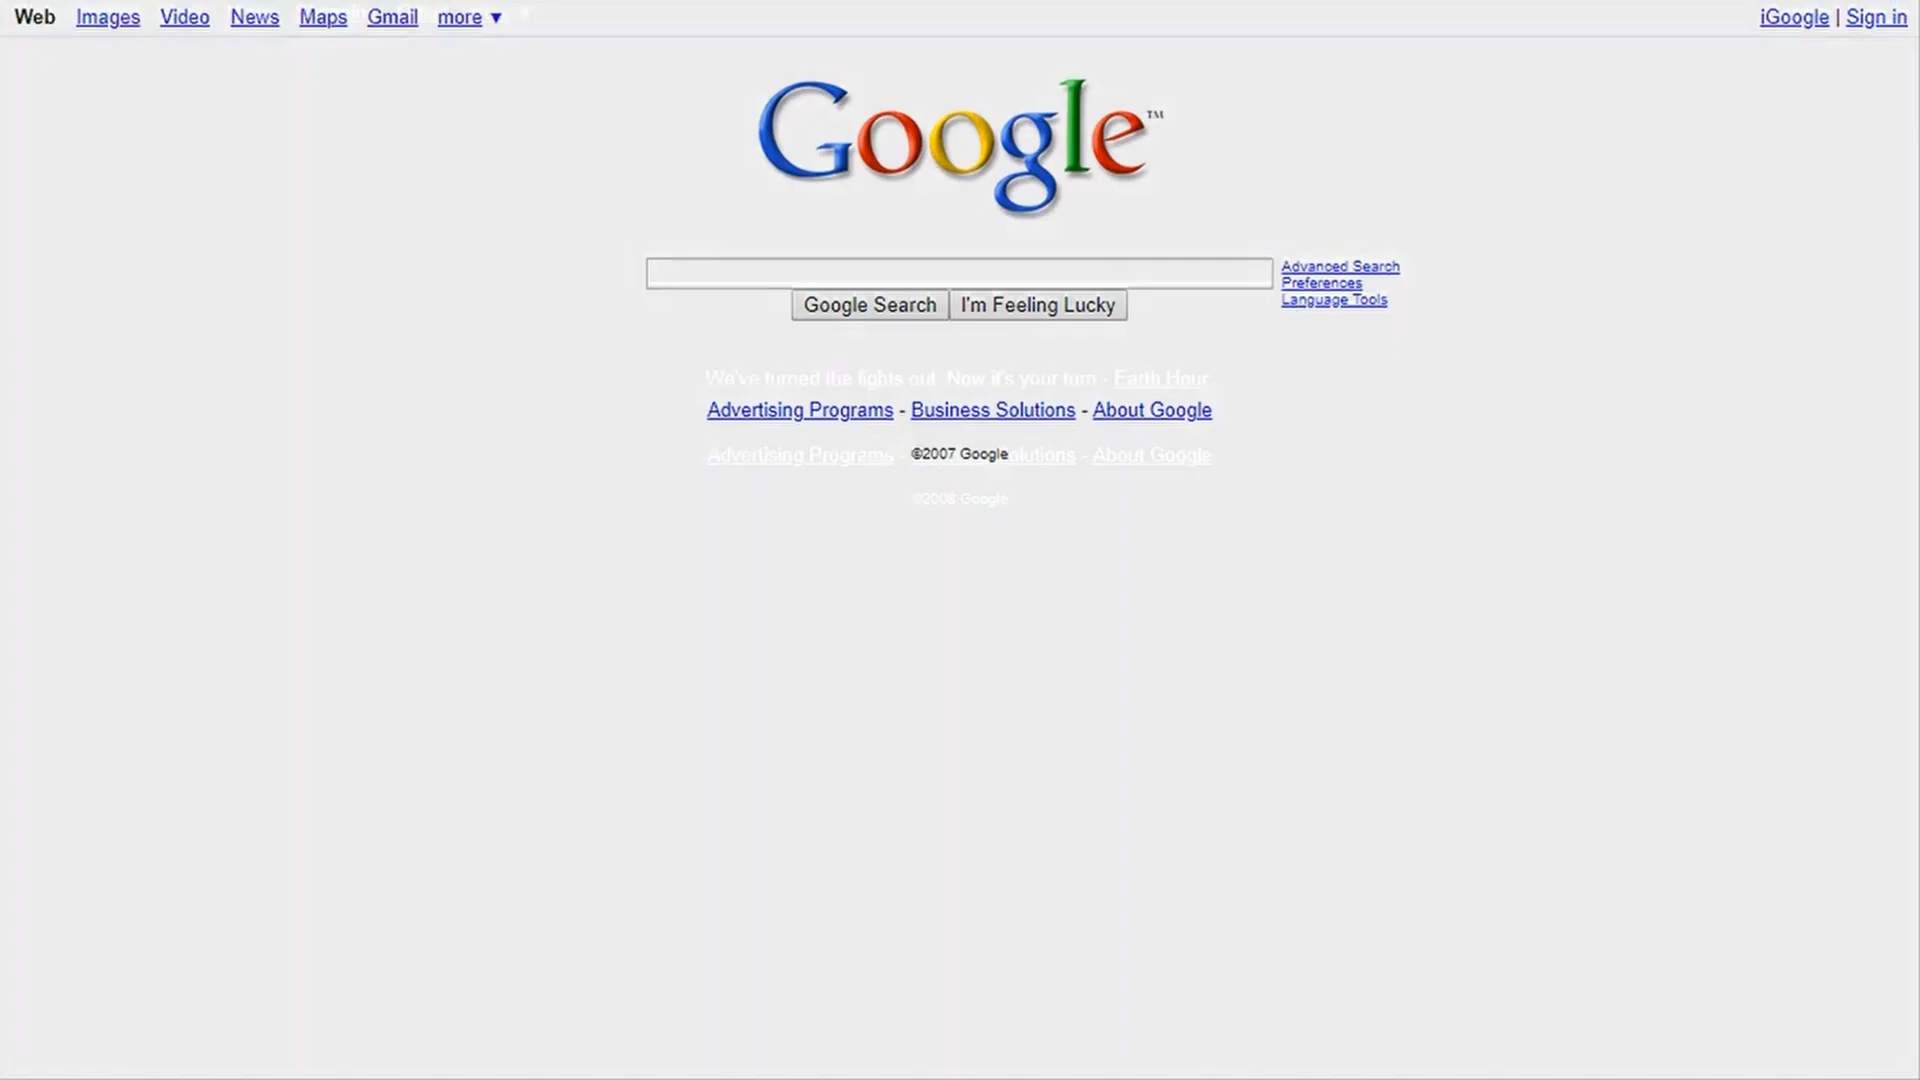 Web Images Video News Maps Gmail more ▼ iGoogle | Sign in
Google™
Advanced Search
Preferences
Language Tools
Google Search I'm Feeling Lucky
We've turned the lights out. Now it's your turn - Earth Hour
Advertising Programs - Business Solutions - About Google
Advertising Programs - ©2007 Google Solutions - About Google
©2008 Google